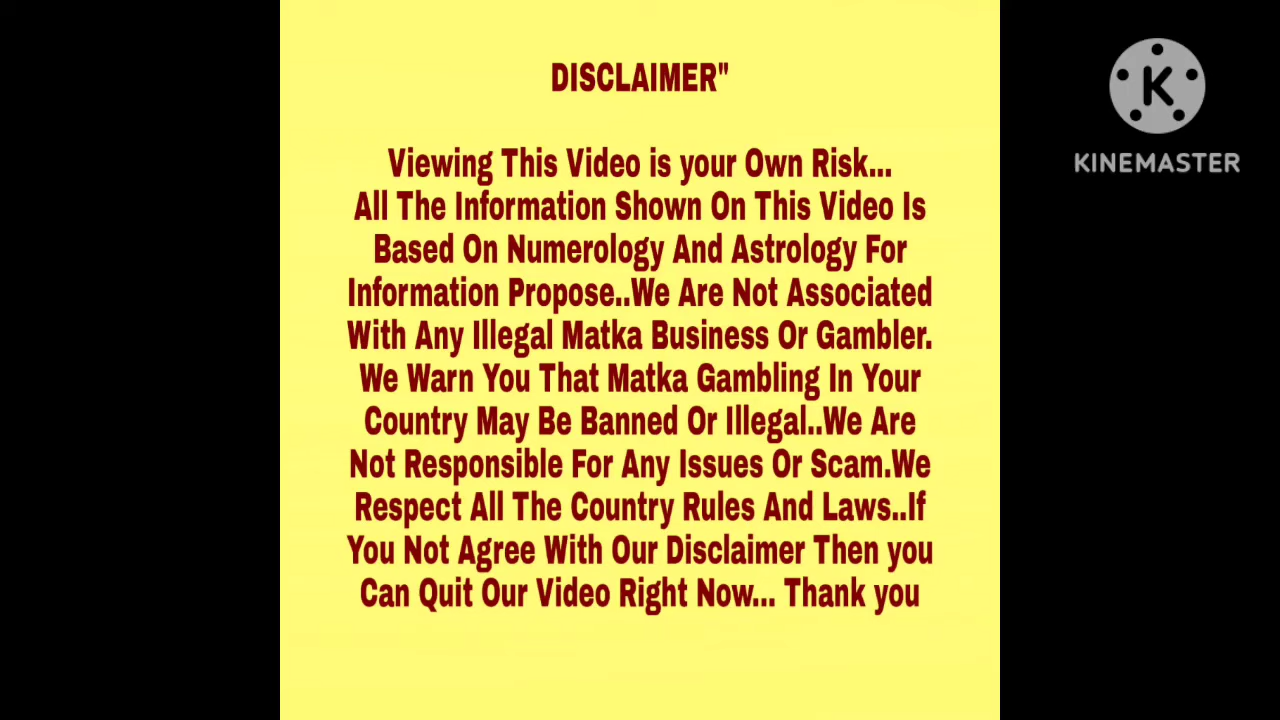 DISCLAIMER"
Viewing This Video is your Own Risk...
All The Information Shown On This Video Is
Based On Numerology And Astrology For
Information Propose..We Are Not Associated
With Any Illegal Matka Business Or Gambler.
We Warn You That Matka Gambling In Your
Country May Be Banned Or Illegal..We Are
Not Responsible For Any Issues Or Scam.We
Respect All The Country Rules And Laws..If
You Not Agree With Our Disclaimer Then you
Can Quit Our Video Right Now... Thank you
K
KINEMASTER